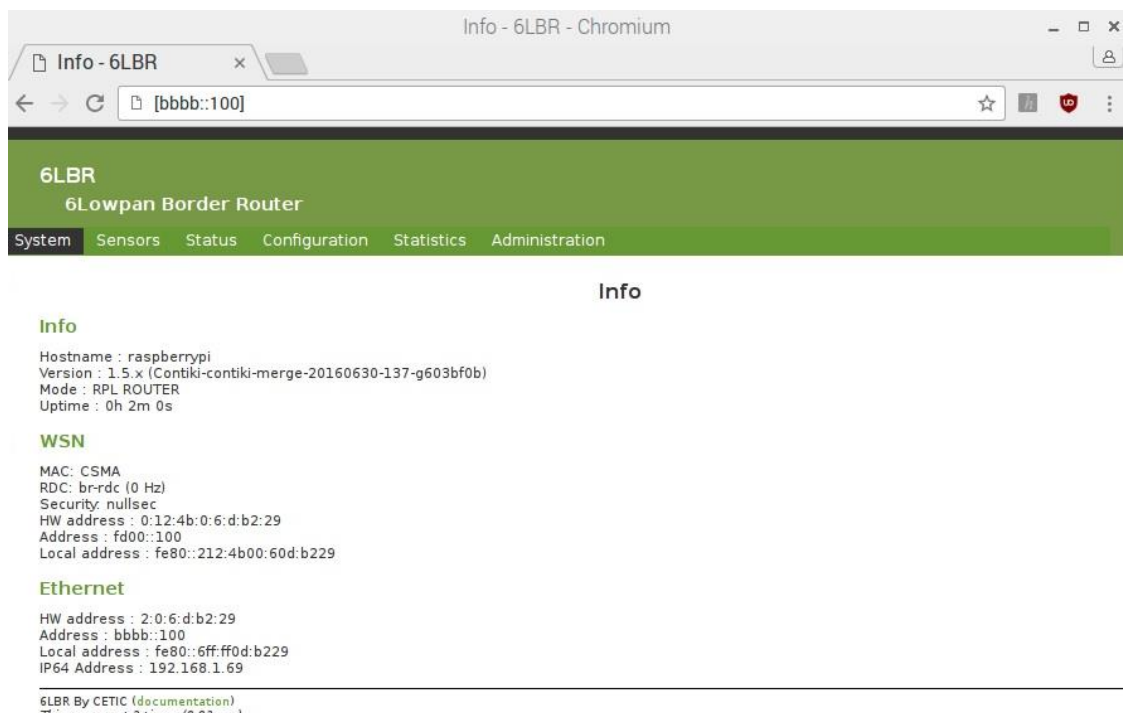 Info - 6LBR - Chromium
Info - 6LBR
[bbbb::100]
6LBR
6Lowpan Border Router
System Sensors Status Configuration Statistics Administration
Info
Info
Hostname : raspberrypi
Version : 1.5.x (Contiki-contiki-merge-20160630-137-g603bf0b)
Mode : RPL ROUTER
Uptime : 0h 2m 0s
WSN
MAC: CSMA
RDC: br-rdc (0 Hz)
Security: nullsec
HW address : 0:12:4b:0:6:d:b2:29
Address : fd00::100
Local address : fe80::212:4b00:60d:b229
Ethernet
HW address : 2:0:6:d:b2:29
Address : bbbb::100
Local address : fe80::6ff:ff0d:b229
IP64 Address : 192.168.1.69
6LBR By CETIC (documentation)